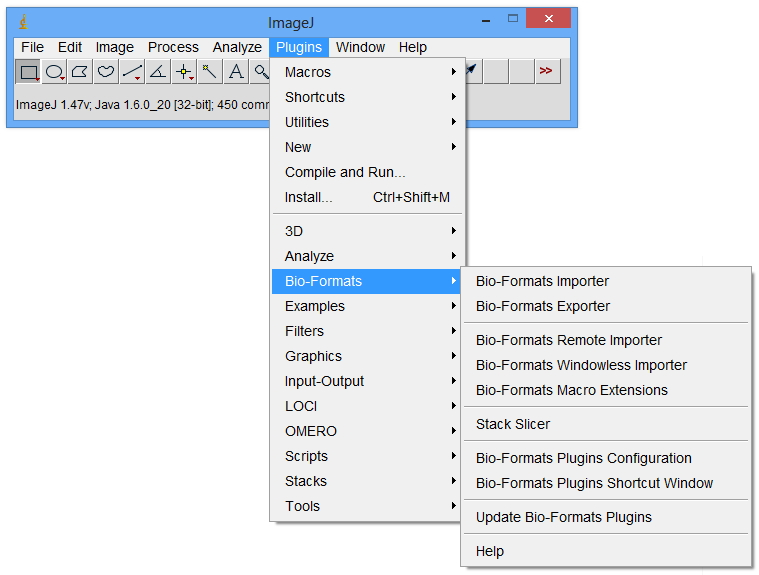 ImageJ
File Edit Image Process Analyze Plugins Window Help
A >>
ImageJ 1.47v; Java 1.6.0_20 [32-bit]; 450 comm
Macros
Shortcuts
Utilities
New
Compile and Run...
Install... Ctrl+Shift+M
3D
Analyze
Bio-Formats
Examples
Filters
Graphics
Input-Output
LOCI
OMERO
Scripts
Stacks
Tools
Bio-Formats Importer
Bio-Formats Exporter
Bio-Formats Remote Importer
Bio-Formats Windowless Importer
Bio-Formats Macro Extensions
Stack Slicer
Bio-Formats Plugins Configuration
Bio-Formats Plugins Shortcut Window
Update Bio-Formats Plugins
Help